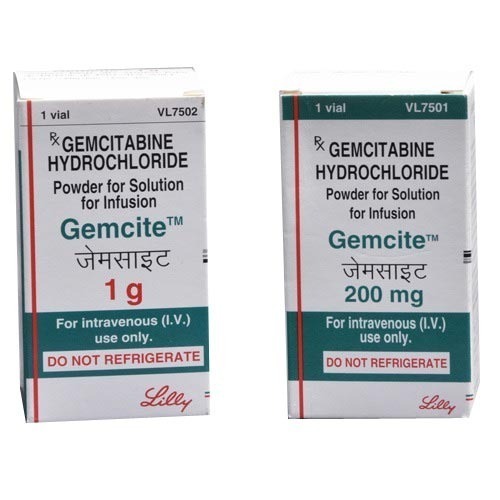 1 vial VL7502
Rx GEMCITABINE
HYDROCHLORIDE
Powder for Solution
for Infusion
Gemcite™
जेमसाइट
1 g
For intravenous (I.V.)
use only.
DO NOT REFRIGERATE
Lilly
1 vial VL7501
Rx GEMCITABINE
HYDROCHLORIDE
Powder for Solution
for Infusion
Gemcite™
जेमसाइट
200 mg
For intravenous (I.V.)
use only.
DO NOT REFRIGERATE
Lilly